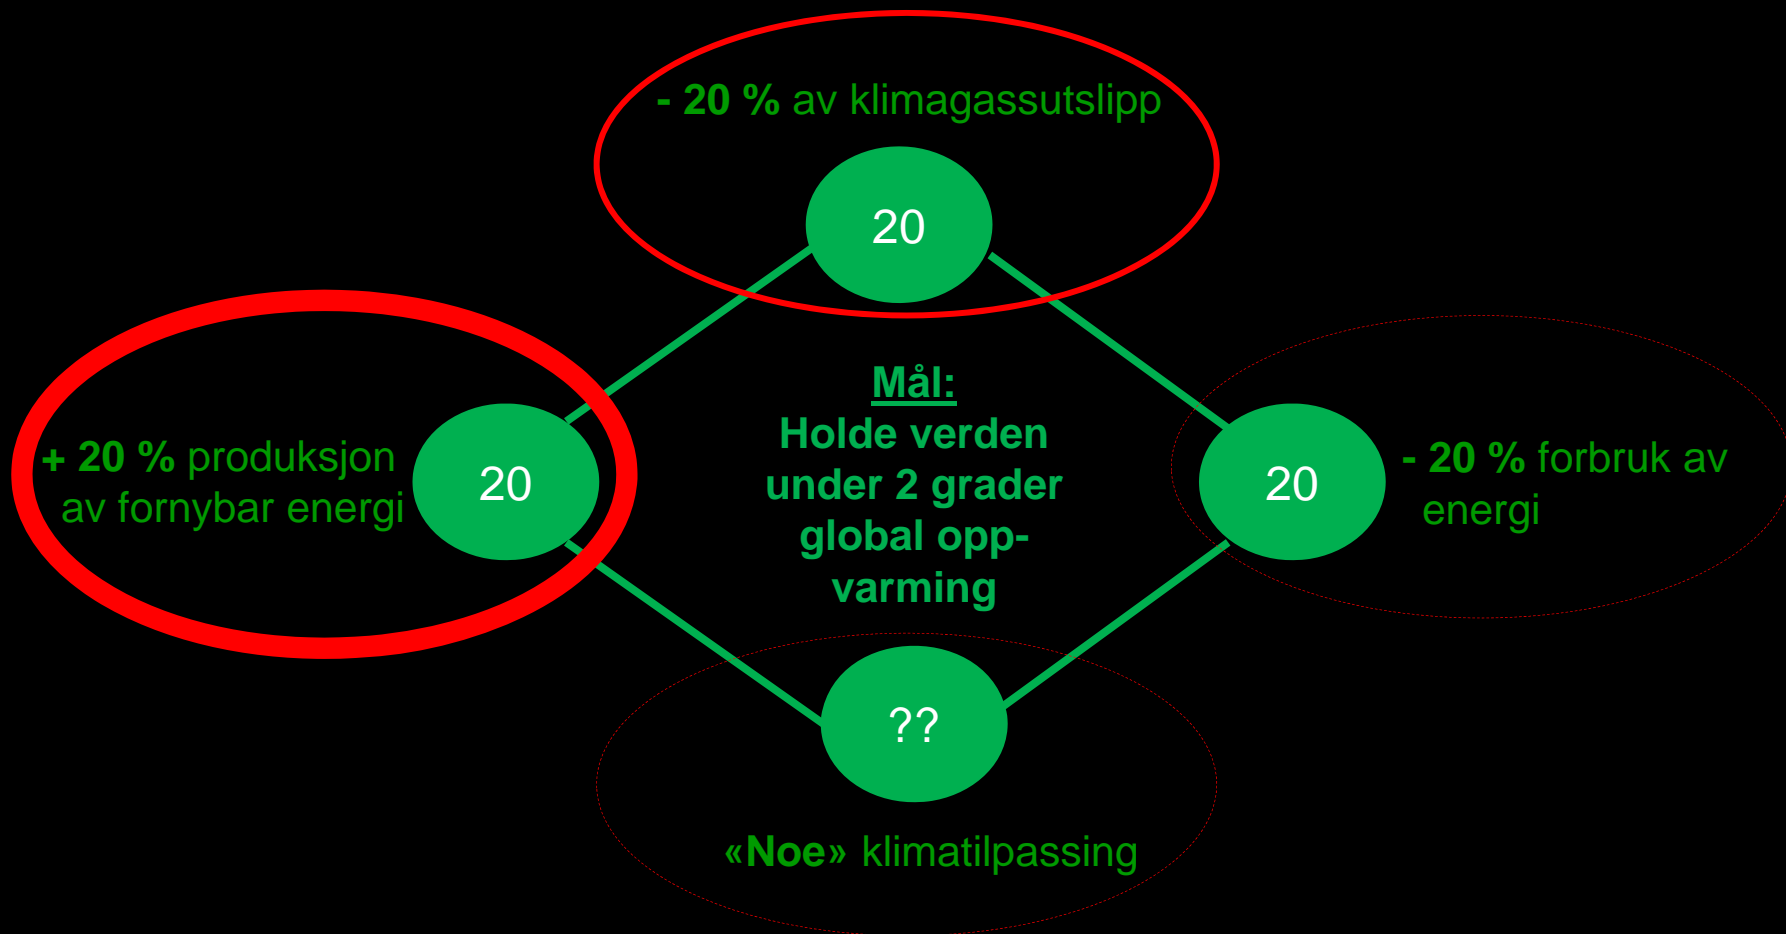 - 20 % av klimagassutslipp
20
Mål:
Holde verden
under 2 grader
global opp-
varming
+ 20 % produksjon
av fornybar energi
20
20
- 20 % forbruk av
energi
??
«Noe» klimatilpassing